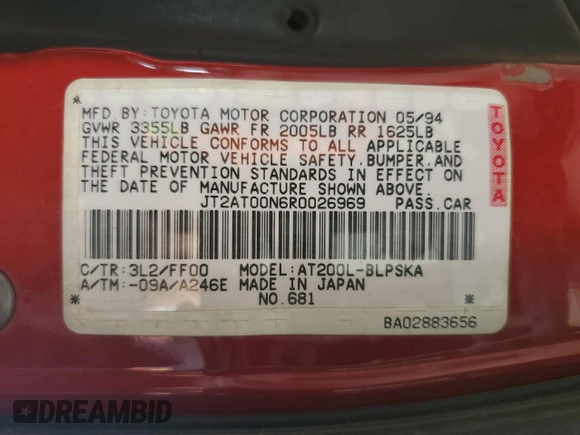 MFD.BY:TOYOTA MOTOR CORPORATION 05/94
GVWR 3355LB GAWR FR 2005LB RR 1625LB
THIS VEHICLE CONFORMS TO ALL APPLICABLE
FEDERAL MOTOR VEHICLE SAFETY,BUMPER,AND
THEFT PREVENTION STANDARDS IN EFFECT ON
THE DATE OF MANUFACTURE SHOWN ABOVE.
JT2AT00N6R0026969 PASS.CAR
TOYOTA
C/TR:3L2/FF00 MODEL:AT200L-BLPSKA
A/TM:-09A/A246E MADE IN JAPAN
* NO.681 *
BA02883656
DREAMBID